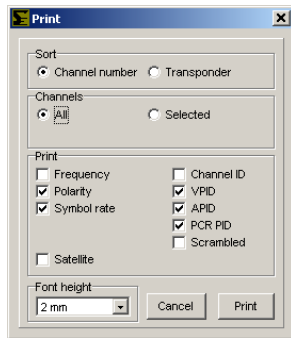 Print
Sort
Channel number Transponder
Channels
All Selected
Print
Frequency Channel ID
Polarity VPID
Symbol rate APID
PCR PID
Scrambled
Satellite
Font height
2 mm Cancel Print